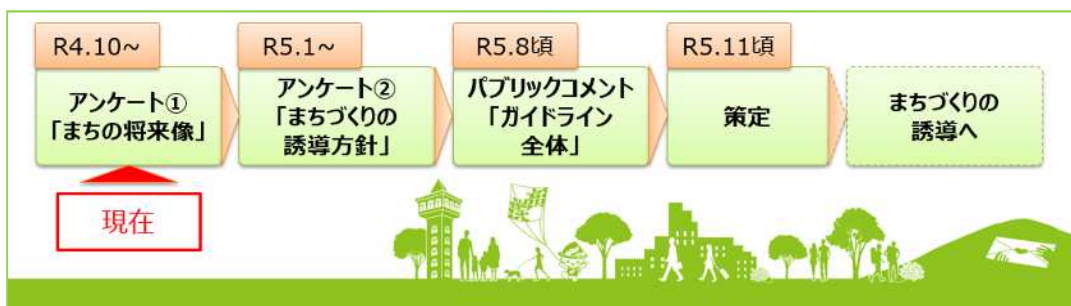 R4.10~
アンケート①
「まちの将来像」
R5.1~
アンケート②
「まちづくりの
誘導方針」
R5.8頃
パブリックコメント
「ガイドライン
全体」
R5.11頃
策定
まちづくりの
誘導へ
現在